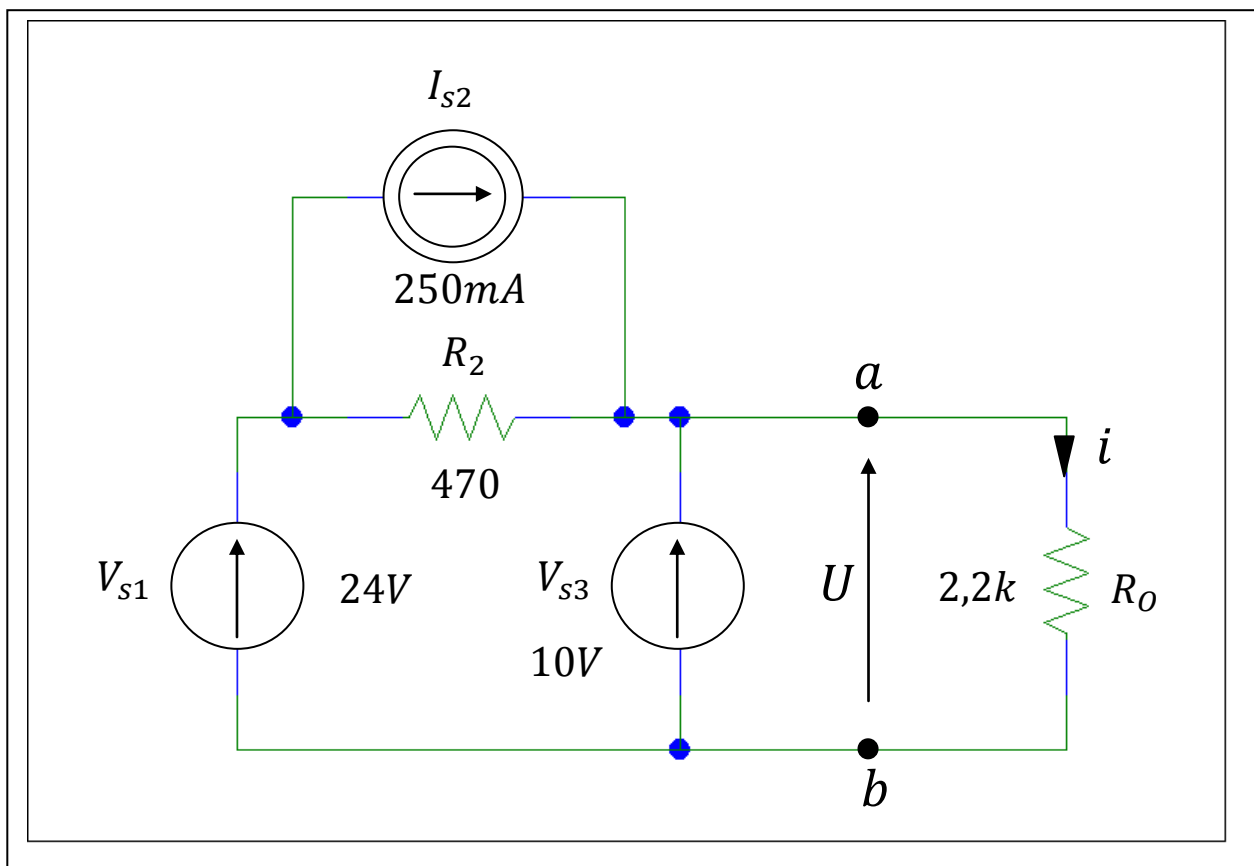 I_{s2}
250mA
R_2
470
a
i
V_{s1}
24V
V_{s3}
10V
U
2,2k
R_O
b